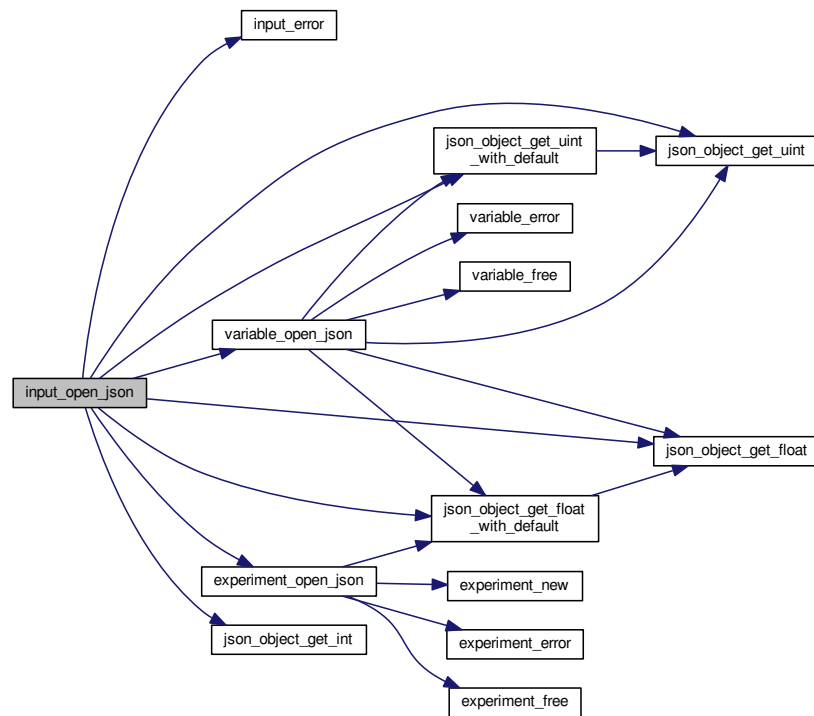 input_error
json_object_get_uint
_with_default
json_object_get_uint
variable_error
variable_free
variable_open_json
input_open_json
json_object_get_float
json_object_get_float
_with_default
experiment_open_json
experiment_new
json_object_get_int
experiment_error
experiment_free